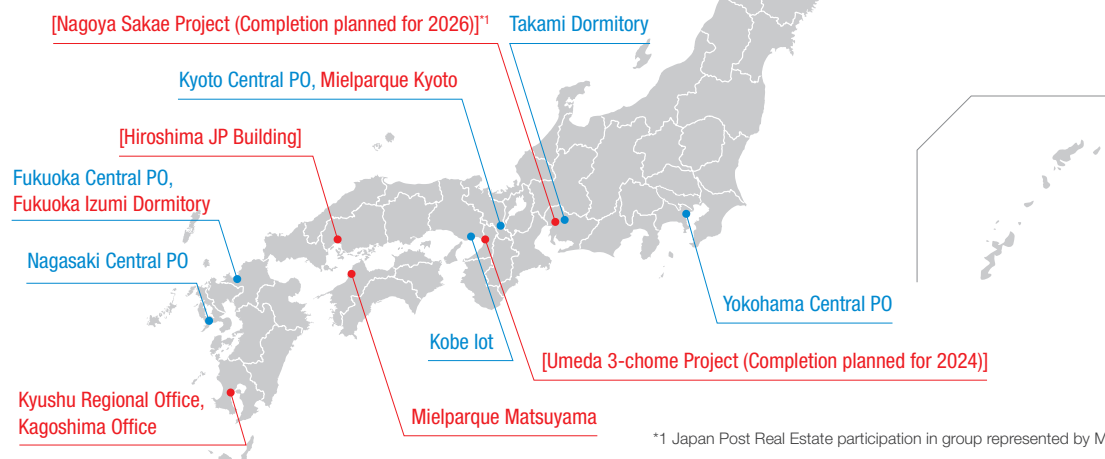 [Nagoya Sakae Project (Completion planned for 2026)]*1
Takami Dormitory
Kyoto Central PO, Mielparque Kyoto
[Hiroshima JP Building]
Fukuoka Central PO,
Fukuoka Izumi Dormitory
Nagasaki Central PO
Yokohama Central PO
Kobe lot
[Umeda 3-chome Project (Completion planned for 2024)]
Kyushu Regional Office,
Kagoshima Office
Mielparque Matsuyama
*1 Japan Post Real Estate participation in group represented by M